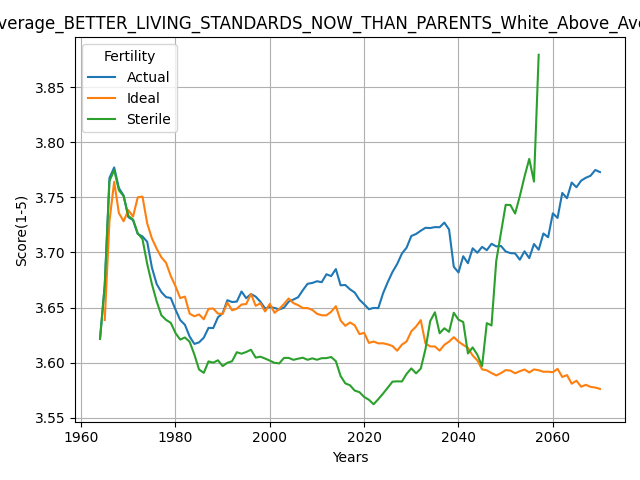 verage_BETTER_LIVING_STANDARDS_NOW_THAN_PARENTS_White_Above_Ave
Fertility
Actual
Ideal
Sterile
Score(1-5)
3.85
3.80
3.75
3.70
3.65
3.60
3.55
1960 1980 2000 2020 2040 2060
Years